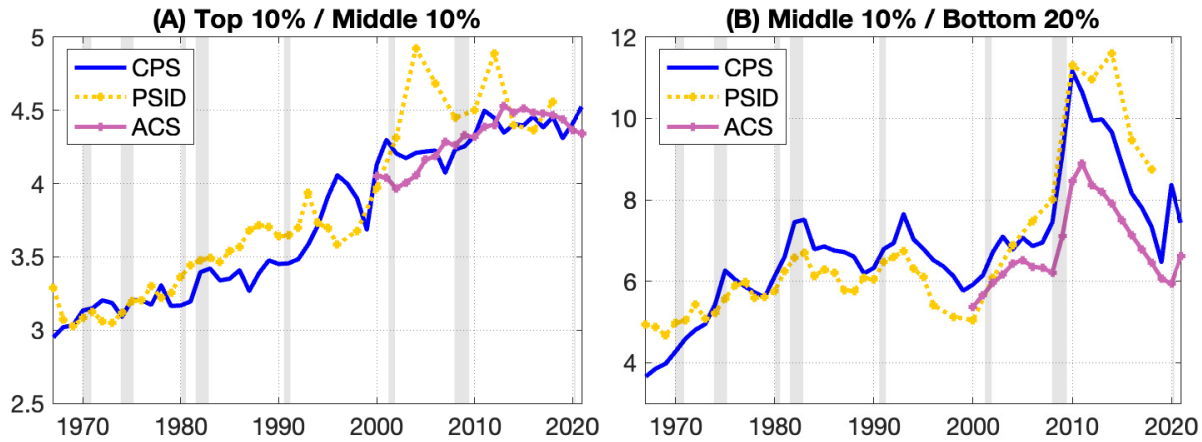 (A) Top 10% / Middle 10%
5
4.5
4
3.5
3
2.5
CPS
PSID
ACS
1970 1980 1990 2000 2010 2020
(B) Middle 10% / Bottom 20%
12
10
8
6
4
CPS
PSID
ACS
1970 1980 1990 2000 2010 2020